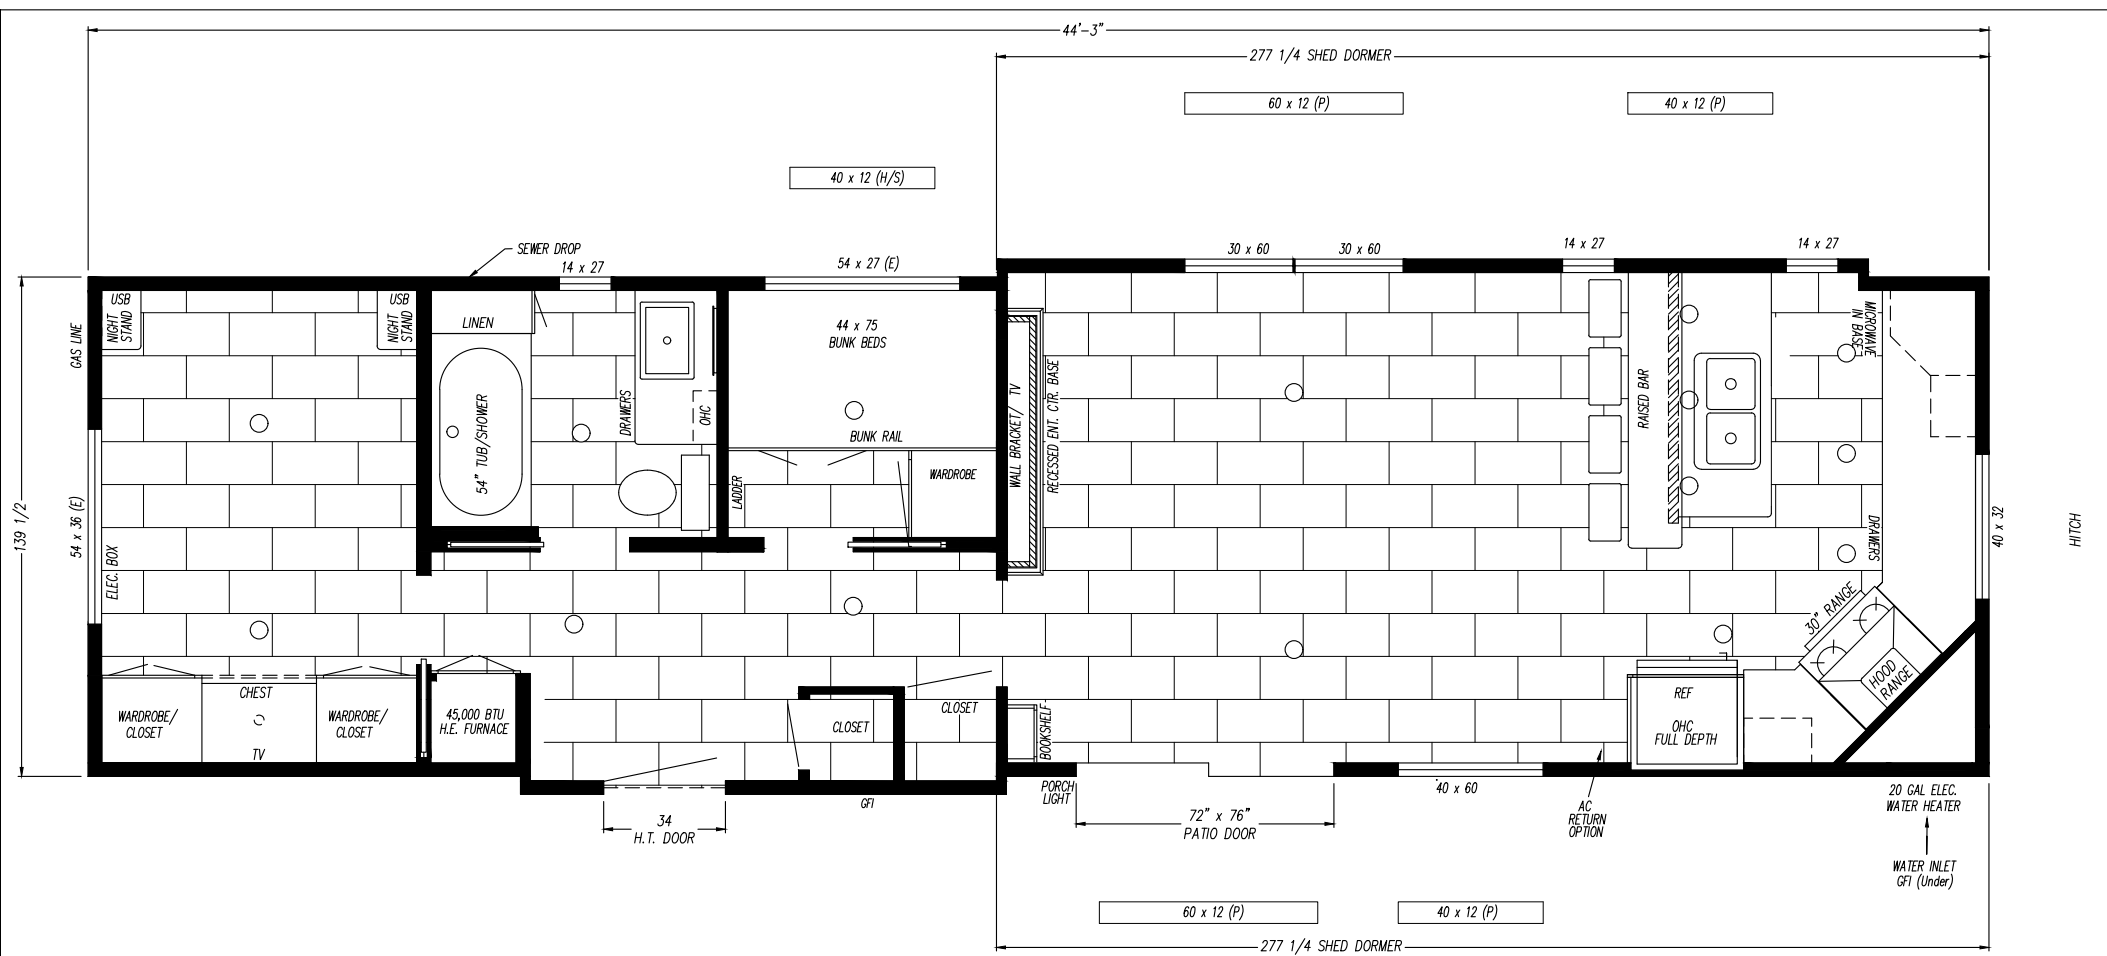 44'-3"
277 1/4 SHED DORMER
60 x 12 (P)
40 x 12 (P)
40 x 12 (H/S)
SEWER DROP
14 x 27
54 x 27 (E)
30 x 60
30 x 60
14 x 27
14 x 27
USB
NIGHT
STAND
USB
NIGHT
STAND
GAS LINE
LINEN
54" TUB/SHOWER
DRAWERS
OHC
44 x 75
BUNK BEDS
BUNK RAIL
LADDER
WARDROBE
WALL BRACKET/ TV
RECESSED ENT. CTR. BASE
RAISED BAR
MICROWAVE
IN BASE
DRAWERS
40 x 32
HITCH
139 1/2
54 x 36 (E)
ELEC. BOX
30" RANGE
HOOD
RANGE
WARDROBE/
CLOSET
CHEST
TV
WARDROBE/
CLOSET
45,000 BTU
H.E. FURNACE
CLOSET
CLOSET
BOOKSHELF
REF
OHC
FULL DEPTH
34
H.T. DOOR
GFI
PORCH
LIGHT
72" x 76"
PATIO DOOR
40 x 60
AC
RETURN
OPTION
20 GAL ELEC.
WATER HEATER
WATER INLET
GFI (Under)
60 x 12 (P)
40 x 12 (P)
277 1/4 SHED DORMER